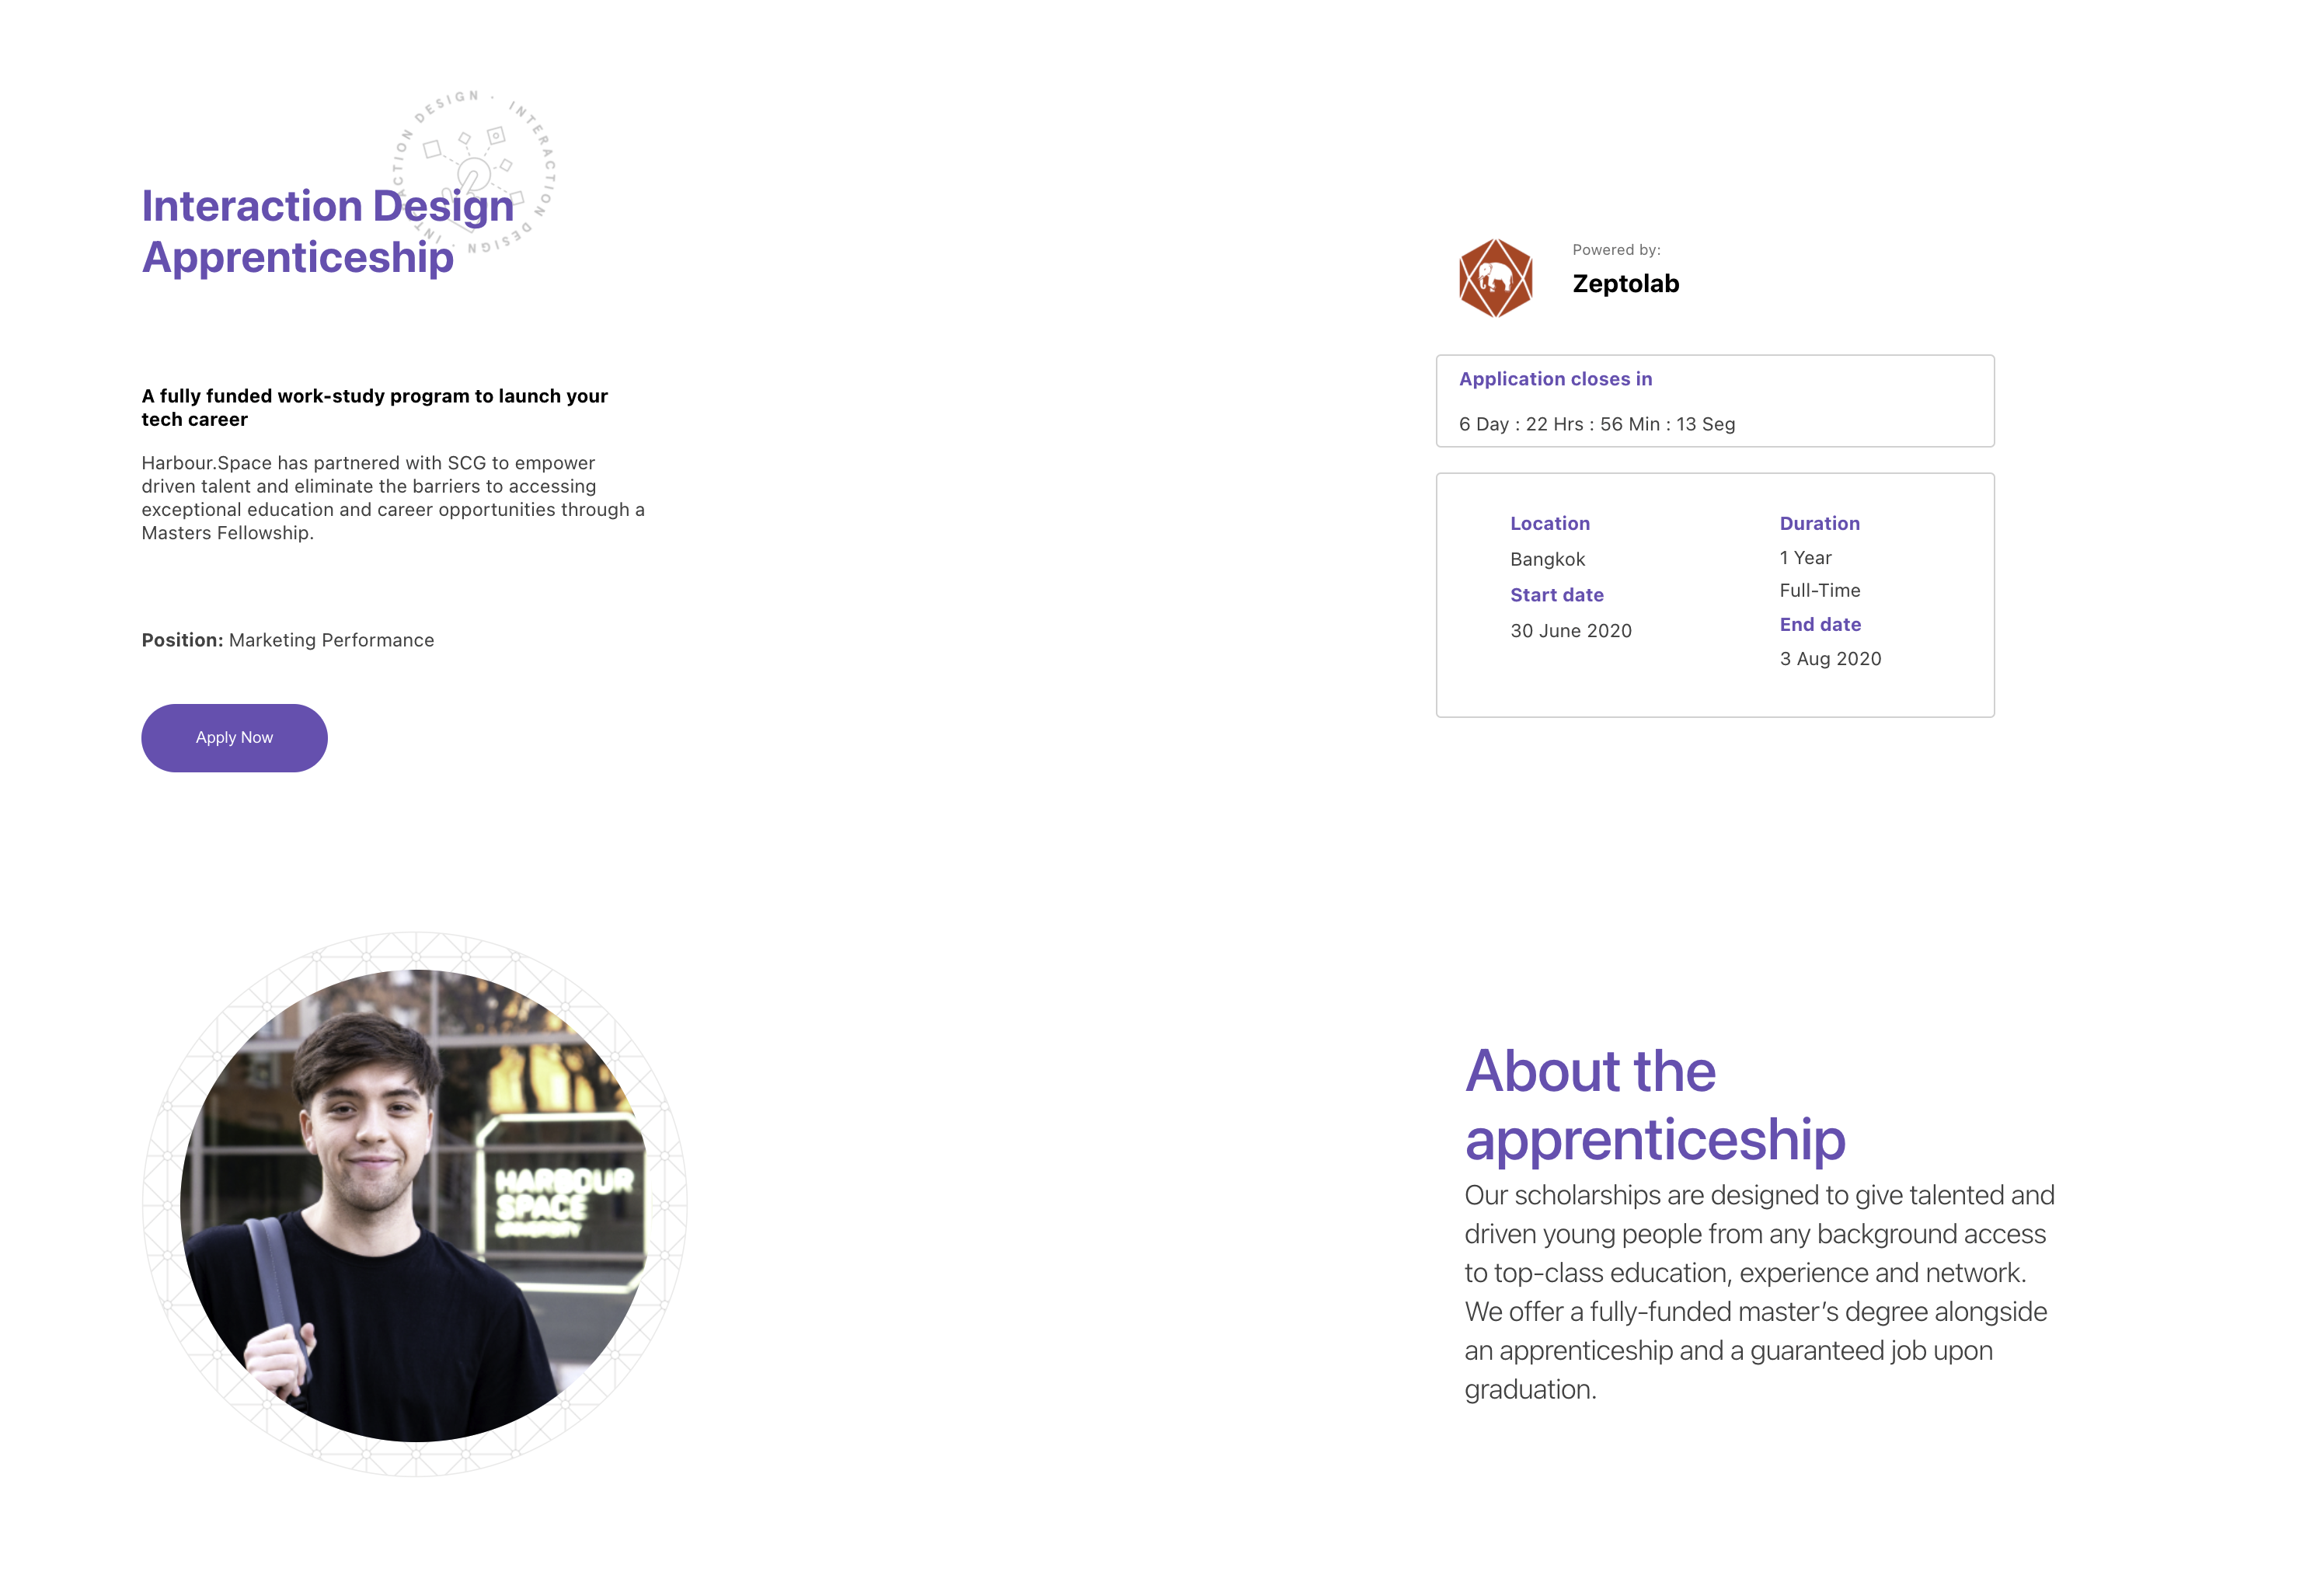 INTERACTION DESIGN · INTERACTION DESIGN ·
Interaction Design
Apprenticeship
A fully funded work-study program to launch your
tech career
Harbour.Space has partnered with SCG to empower
driven talent and eliminate the barriers to accessing
exceptional education and career opportunities through a
Masters Fellowship.
Position: Marketing Performance
Apply Now
Powered by:
Zeptolab
Application closes in
6 Day : 22 Hrs : 56 Min : 13 Seg
Location
Bangkok
Start date
30 June 2020
Duration
1 Year
Full-Time
End date
3 Aug 2020
HARBOUR
SPACE
UNIVERSITY
About the
apprenticeship
Our scholarships are designed to give talented and
driven young people from any background access
to top-class education, experience and network.
We offer a fully-funded master’s degree alongside
an apprenticeship and a guaranteed job upon
graduation.